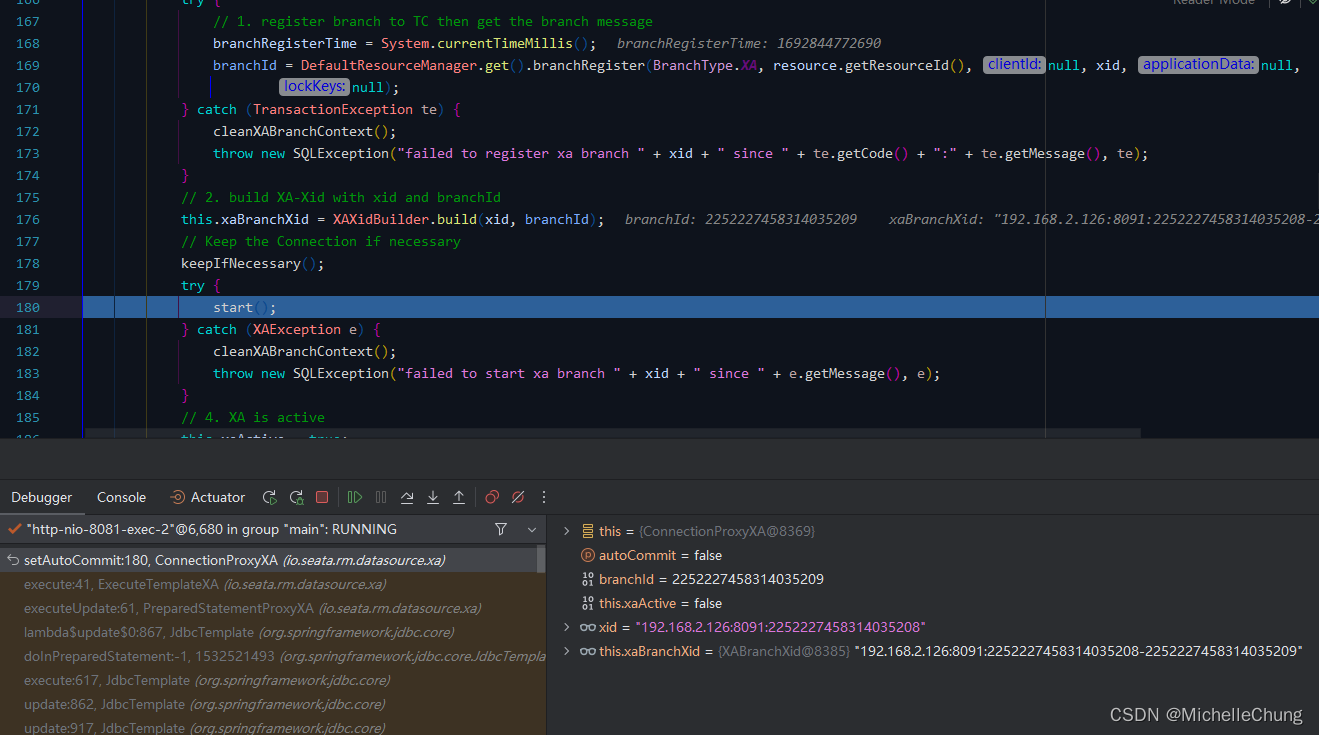 166 try {
Reader Mode
167 // 1. register branch to TC then get the branch message
168 branchRegisterTime = System.currentTimeMillis(); branchRegisterTime: 1692844772690
169 branchId = DefaultResourceManager.get().branchRegister(BranchType.XA, resource.getResourceId(), clientId: null, xid, applicationData: null,
170 lockKeys: null);
171 } catch (TransactionException te) {
172 cleanXABranchContext();
173 throw new SQLException("failed to register xa branch " + xid + " since " + te.getCode() + ":" + te.getMessage(), te);
174 }
175 // 2. build XA-Xid with xid and branchId
176 this.xaBranchXid = XAXidBuilder.build(xid, branchId); branchId: 2252227458314035209 xaBranchXid: "192.168.2.126:8091:2252227458314035208-2
177 // Keep the Connection if necessary
178 keepIfNecessary();
179 try {
180 start();
181 } catch (XAException e) {
182 cleanXABranchContext();
183 throw new SQLException("failed to start xa branch " + xid + " since " + e.getMessage(), e);
184 }
185 // 4. XA is active
186 this.xaActive = true;
Debugger Console Actuator
"http-nio-8081-exec-2"@6,680 in group "main": RUNNING
setAutoCommit:180, ConnectionProxyXA (io.seata.rm.datasource.xa)
execute:41, ExecuteTemplateXA (io.seata.rm.datasource.xa)
executeUpdate:61, PreparedStatementProxyXA (io.seata.rm.datasource.xa)
lambda$update$0:867, JdbcTemplate (org.springframework.jdbc.core)
doInPreparedStatement:-1, 1532521493 (org.springframework.jdbc.core.JdbcTempla
execute:617, JdbcTemplate (org.springframework.jdbc.core)
update:862, JdbcTemplate (org.springframework.jdbc.core)
update:917, JdbcTemplate (org.springframework.jdbc.core)
this = {ConnectionProxyXA@8369}
autoCommit = false
branchId = 2252227458314035209
this.xaActive = false
xid = "192.168.2.126:8091:2252227458314035208"
this.xaBranchXid = {XABranchXid@8385} "192.168.2.126:8091:2252227458314035208-2252227458314035209"
CSDN @MichelleChung